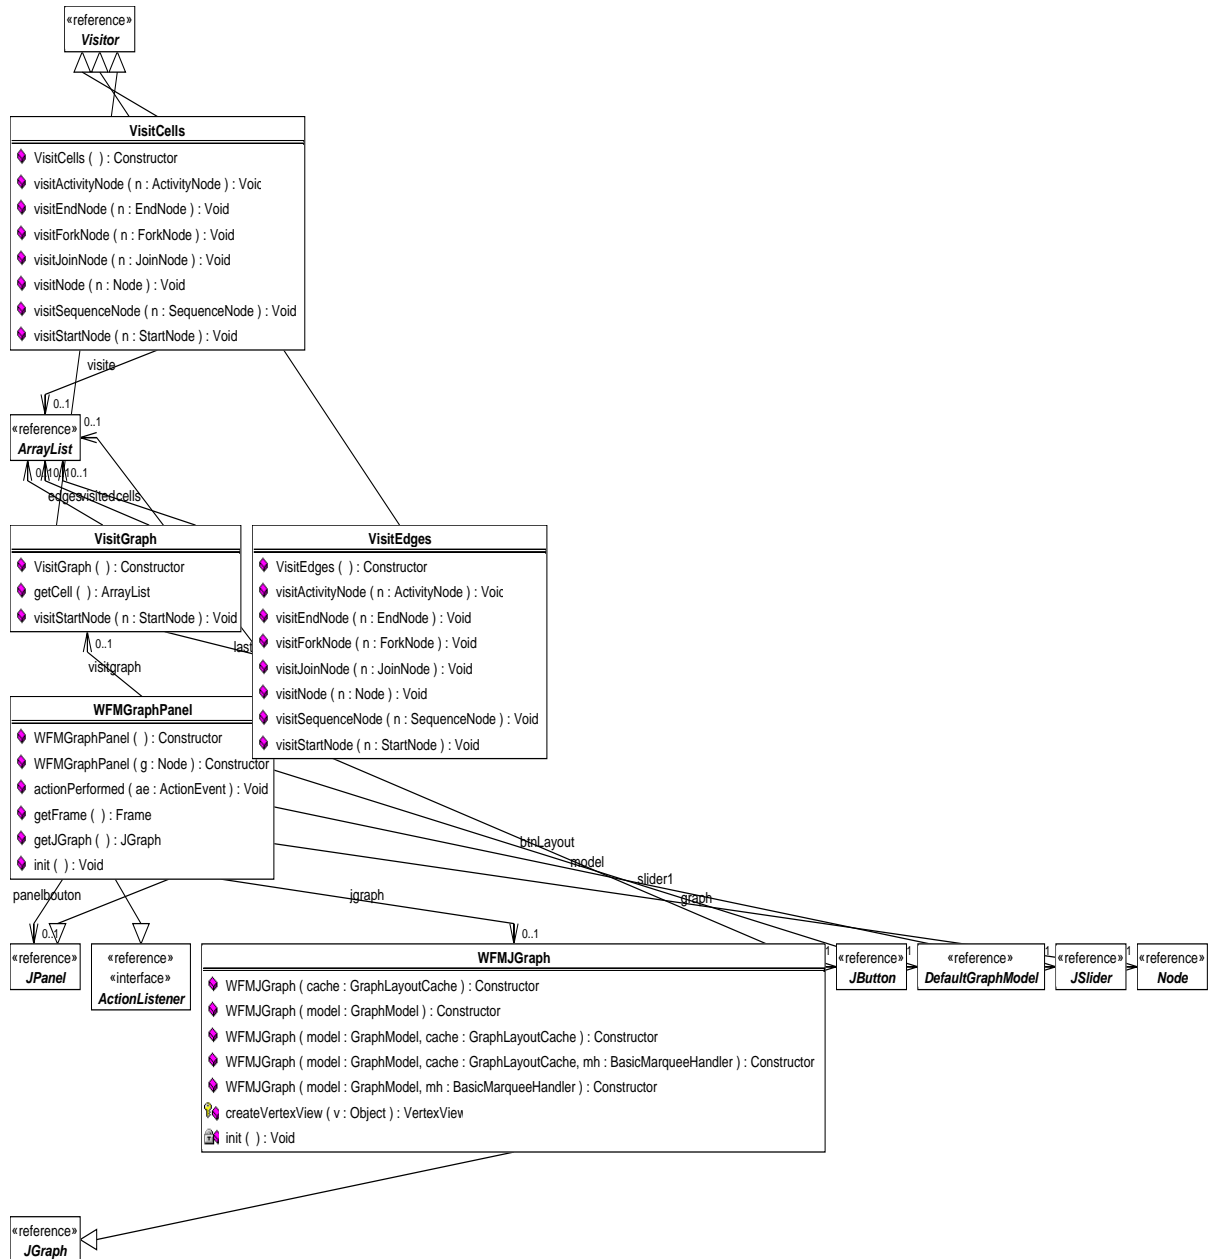 «reference»
Visitor
VisitCells
VisitCells ( ) : Constructor
visitActivityNode ( n : ActivityNode ) : Voic
visitEndNode ( n : EndNode ) : Void
visitForkNode ( n : ForkNode ) : Void
visitJoinNode ( n : JoinNode ) : Void
visitNode ( n : Node ) : Void
visitSequenceNode ( n : SequenceNode ) : Void
visitStartNode ( n : StartNode ) : Void
visite
0..1
«reference»
ArrayList
0..1
0..1
edges
visited
cells
VisitGraph
VisitGraph ( ) : Constructor
getCell ( ) : ArrayList
visitStartNode ( n : StartNode ) : Void
VisitEdges
VisitEdges ( ) : Constructor
visitActivityNode ( n : ActivityNode ) : Voic
visitEndNode ( n : EndNode ) : Void
visitForkNode ( n : ForkNode ) : Void
visitJoinNode ( n : JoinNode ) : Void
visitNode ( n : Node ) : Void
visitSequenceNode ( n : SequenceNode ) : Void
visitStartNode ( n : StartNode ) : Void
0..1
last
visitgraph
WFMGraphPanel
WFMGraphPanel ( ) : Constructor
WFMGraphPanel ( g : Node ) : Constructor
actionPerformed ( ae : ActionEvent ) : Void
getFrame ( ) : Frame
getJGraph ( ) : JGraph
init ( ) : Void
btnLayout
model
slider1
graph
panelbouton
jgraph
0..1
«reference»
JPanel
«reference»
«interface»
ActionListener
WFMJGraph
WFMJGraph ( cache : GraphLayoutCache ) : Constructor
WFMJGraph ( model : GraphModel ) : Constructor
WFMJGraph ( model : GraphModel, cache : GraphLayoutCache ) : Constructor
WFMJGraph ( model : GraphModel, cache : GraphLayoutCache, mh : BasicMarqueeHandler ) : Constructor
WFMJGraph ( model : GraphModel, mh : BasicMarqueeHandler ) : Constructor
createVertexView ( v : Object ) : VertexView
init ( ) : Void
«reference»
JButton
«reference»
DefaultGraphModel
«reference»
JSlider
«reference»
Node
«reference»
JGraph